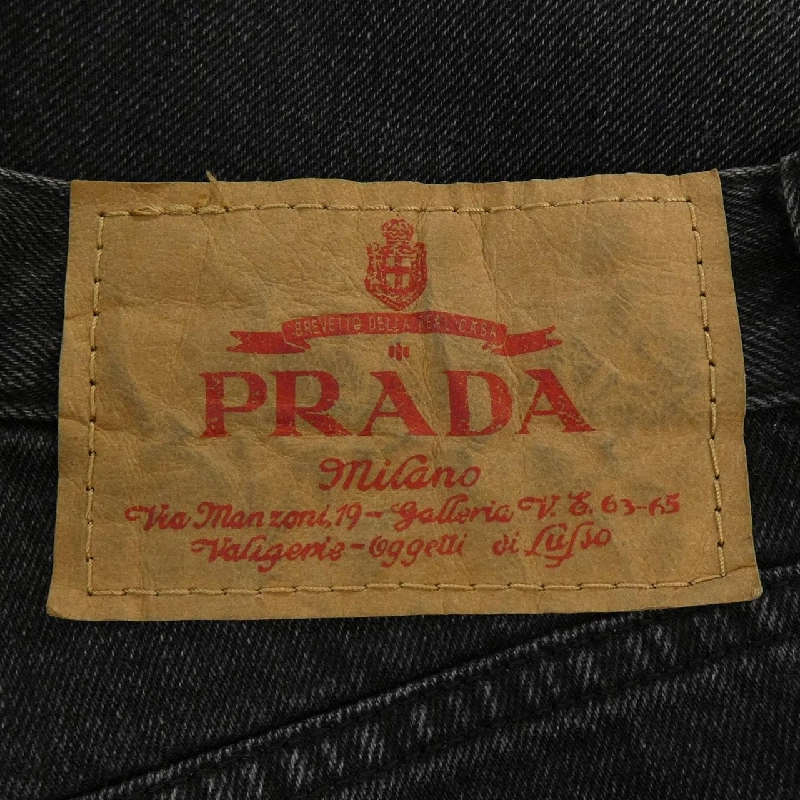 BREVETTO DELLA REAL CASA
PRADA
Milano
Via Manzoni, 19 - Galleria V. E. 63-65
Valigerie - Oggetti di Lusso